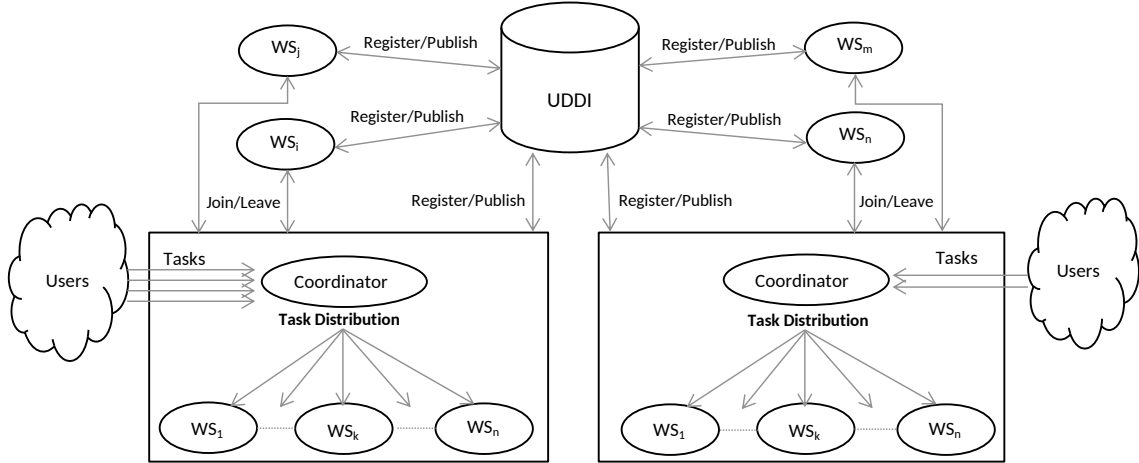 WSj
Register/Publish
Register/Publish
WSm
UDDI
WSi
Register/Publish
Register/Publish
WSn
Join/Leave
Register/Publish
Register/Publish
Join/Leave
Users
Tasks
Coordinator
Task Distribution
WS1
WSk
WSn
Coordinator
Tasks
Users
Task Distribution
WS1
WSk
WSn